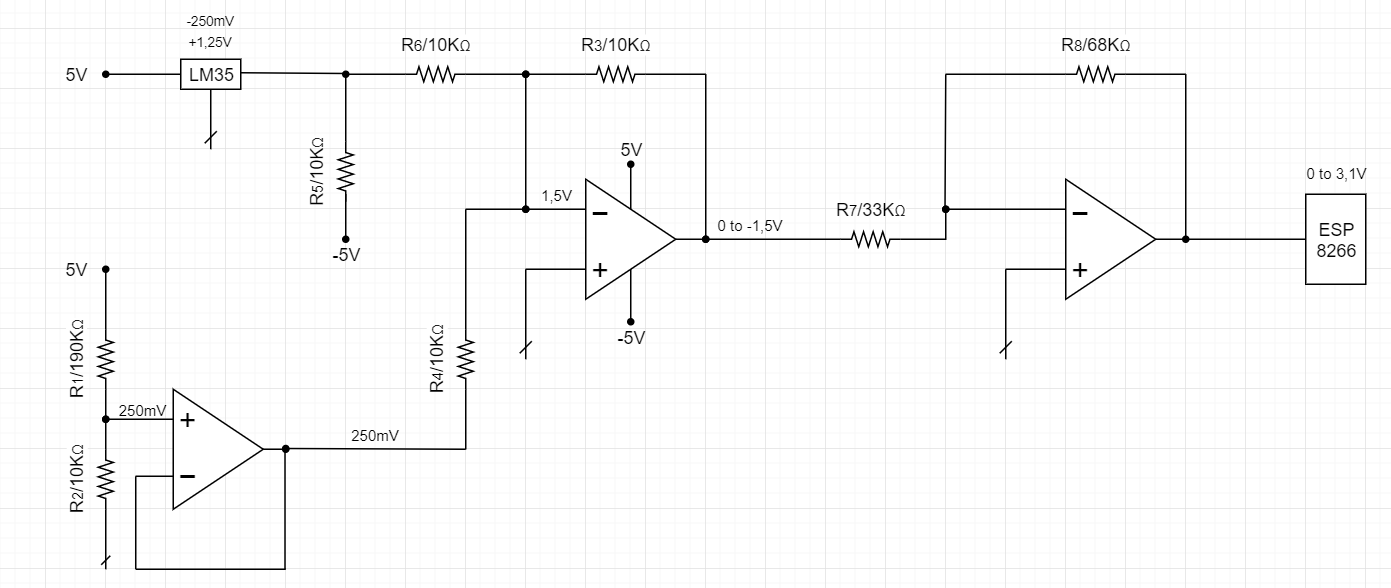 -250mV
+1,25V
5V
LM35
R6/10KΩ
R3/10KΩ
R8/68KΩ
R5/10KΩ
-5V
5V
1,5V
-
+
-5V
0 to -1,5V
R7/33KΩ
-
+
0 to 3,1V
ESP
8266
5V
R1/190KΩ
250mV
+
-
R2/10KΩ
250mV
R4/10KΩ